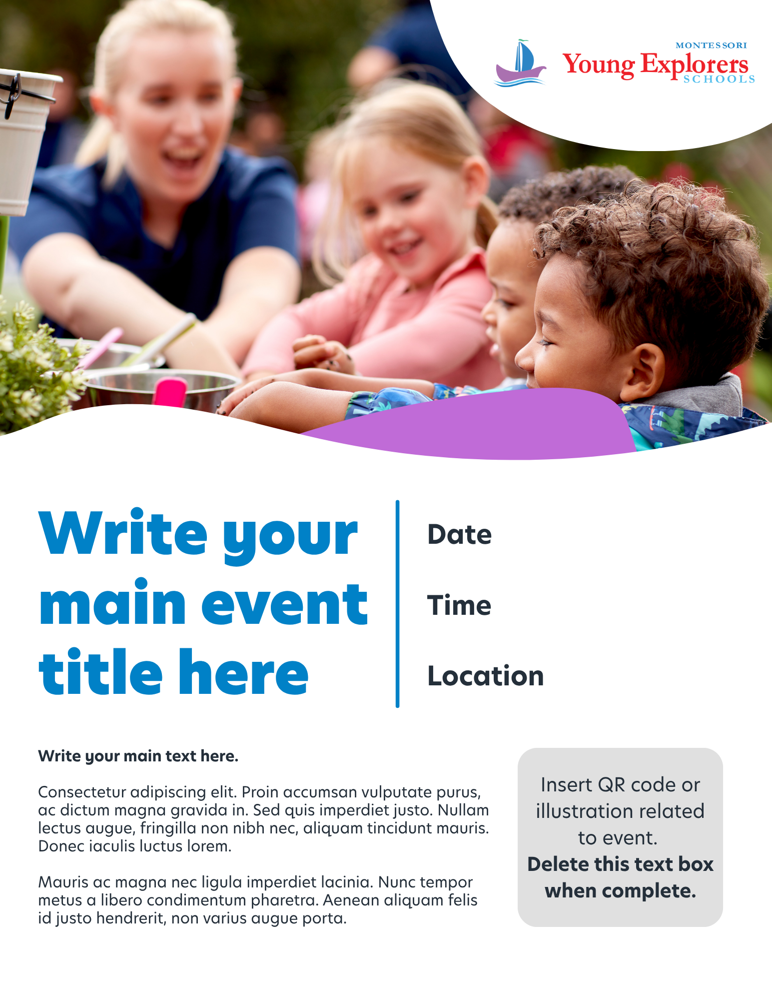 MONTESSORI
Young Explorers
SCHOOLS
Write your
main event
title here
Date
Time
Location
Write your main text here.
Consectetur adipiscing elit. Proin accumsan vulputate purus,
ac dictum magna gravida in. Sed quis imperdiet justo. Nullam
lectus augue, fringilla non nibh nec, aliquam tincidunt mauris.
Donec iaculis luctus lorem.
Mauris ac magna nec ligula imperdiet lacinia. Nunc tempor
metus a libero condimentum pharetra. Aenean aliquam felis
id justo hendrerit, non varius augue porta.
Insert QR code or
illustration related
to event.
Delete this text box
when complete.